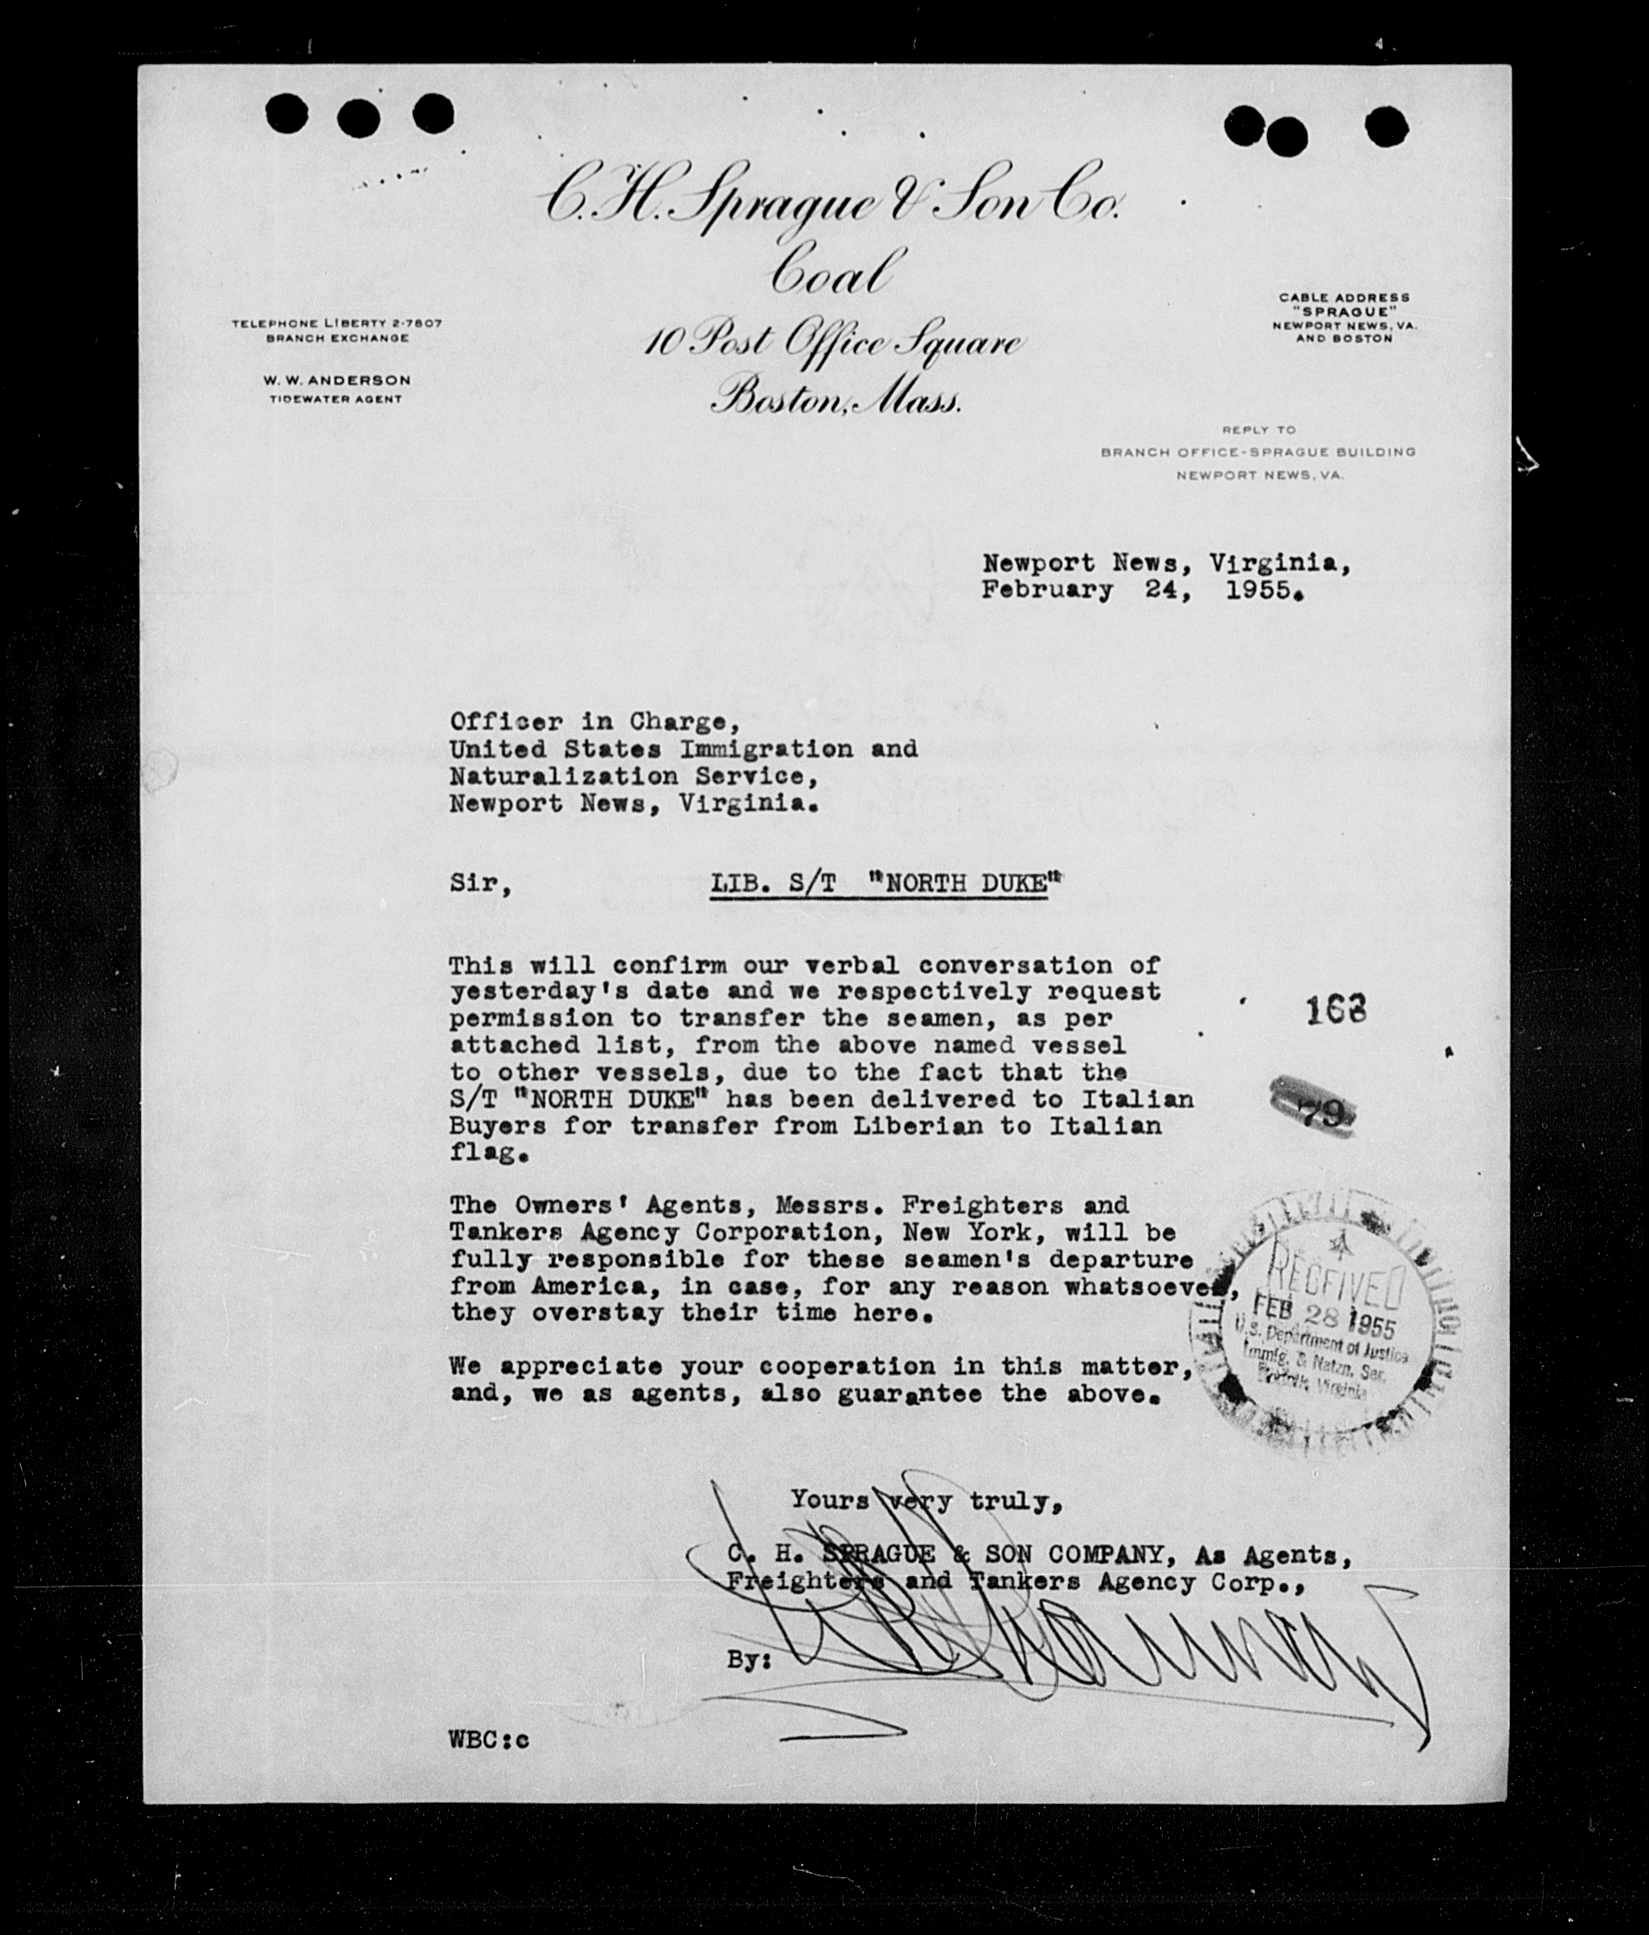 C. H. Sprague & Son Co.
Coal
10 Post Office Square
Boston, Mass.
TELEPHONE LIBERTY 2-7807
BRANCH EXCHANGE
W. W. ANDERSON
TIDEWATER AGENT
CABLE ADDRESS
"SPRAGUE"
NEWPORT NEWS, VA.
AND BOSTON
REPLY TO
BRANCH OFFICE-SPRAGUE BUILDING
NEWPORT NEWS, VA.
Newport News, Virginia,
February 24, 1955.
Officer in Charge,
United States Immigration and
Naturalization Service,
Newport News, Virginia.
Sir,
LIB. S/T "NORTH DUKE"
This will confirm our verbal conversation of
yesterday's date and we respectively request
permission to transfer the seamen, as per
attached list, from the above named vessel
to other vessels, due to the fact that the
S/T "NORTH DUKE" has been delivered to Italian
Buyers for transfer from Liberian to Italian
flag.
163
79
The Owners' Agents, Messrs. Freighters and
Tankers Agency Corporation, New York, will be
fully responsible for these seamen's departure
from America, in case, for any reason whatsoever,
they overstay their time here.
We appreciate your cooperation in this matter,
and, we as agents, also guarantee the above.
RECEIVED
FEB 28 1955
U.S. Department of Justice
Immig. & Natzn. Ser.
Norfolk, Virginia
Yours very truly,
C. H. SPRAGUE & SON COMPANY, As Agents,
Freighters and Tankers Agency Corp.,
By:
WBC:c